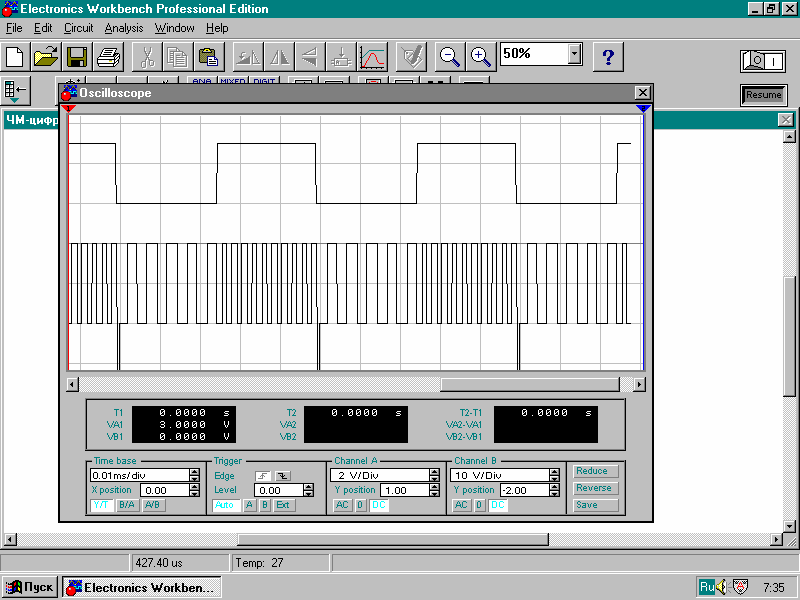 Electronics Workbench Professional Edition
File Edit Circuit Analysis Window Help
50% ?
Resume
ANA MIXED DIGIT
Oscilloscope
ЧМ-цифр
T1 0.0000 s T2 0.0000 s T2-T1 0.0000 s
VA1 3.0000 V VA2 VA2-VA1
VB1 0.0000 V VB2 VB2-VB1
Time base Trigger Channel A Channel B
0.01ms/div Edge 2 V/Div 10 V/Div Reduce
X position 0.00 Level 0.00 Y position 1.00 Y position -2.00 Reverse
Y/T B/A A/B Auto A B Ext AC 0 DC AC 0 DC Save
427.40 us Temp: 27
Пуск Electronics Workben... Ru 7:35